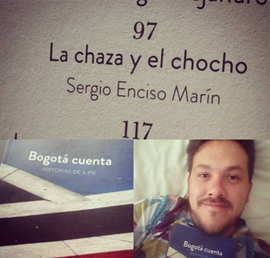 97
La chaza y el chocho
Sergio Enciso Marín
117
Bogotá cuenta
HISTORIAS DE A PIE
Bogotá cuenta